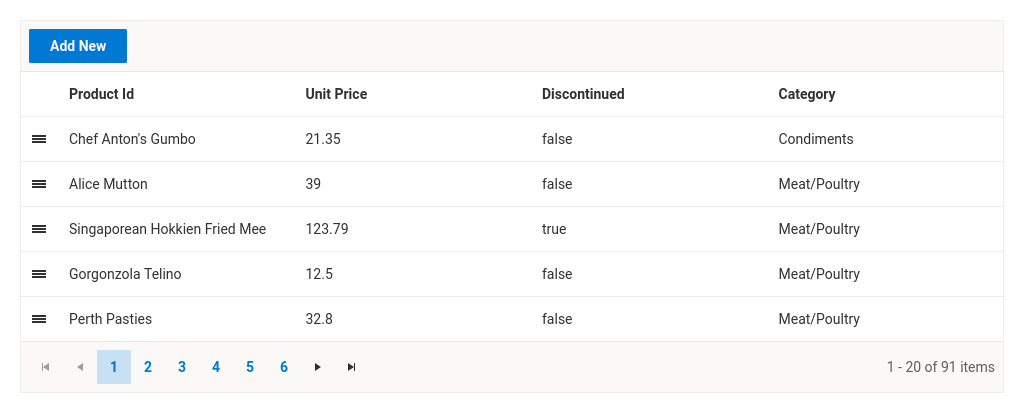 Add New
Product Id Unit Price Discontinued Category
Chef Anton's Gumbo 21.35 false Condiments
Alice Mutton 39 false Meat/Poultry
Singaporean Hokkien Fried Mee 123.79 true Meat/Poultry
Gorgonzola Telino 12.5 false Meat/Poultry
Perth Pasties 32.8 false Meat/Poultry
1 2 3 4 5 6 1 - 20 of 91 items